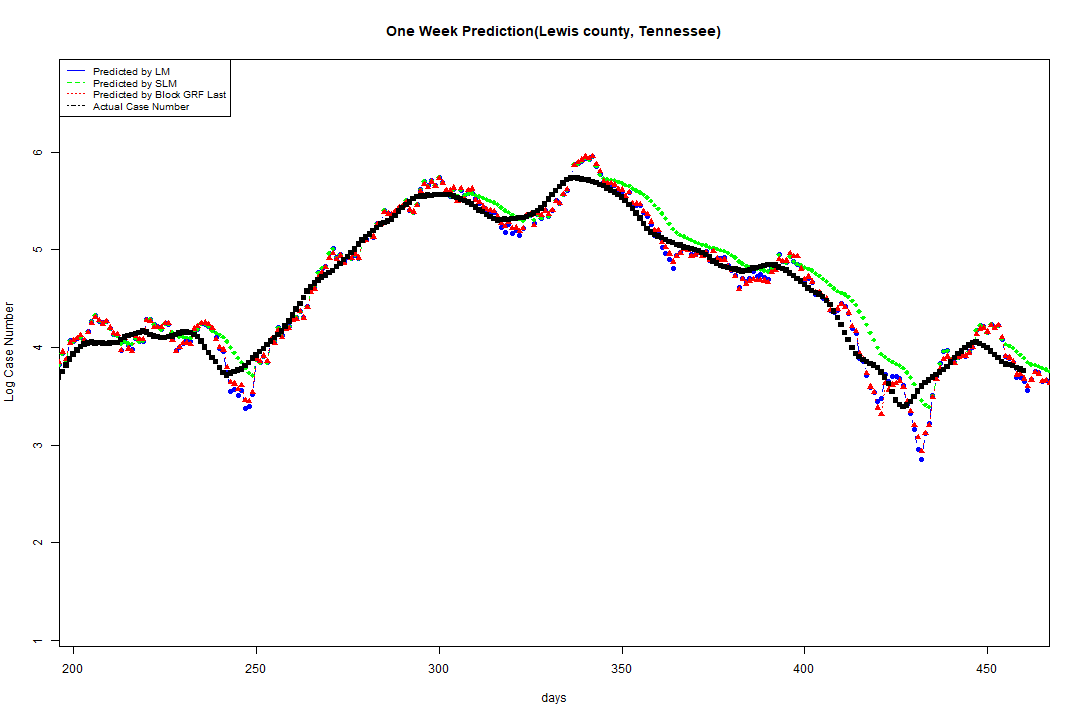 One Week Prediction(Lewis county, Tennessee)
Predicted by LM
Predicted by SLM
Predicted by Block GRF Last
Actual Case Number
6
5
4
3
2
1
Log Case Number
200 250 300 350 400 450
days